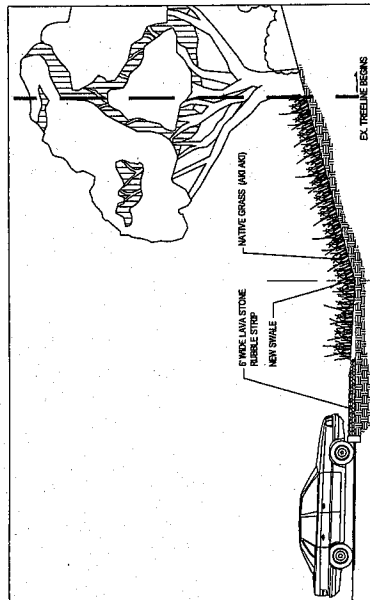 6' WIDE LAVA STONE
RUBBLE STRIP
NEW SWALE
NATIVE GRASS (AKI AKI)
EX. TREELINE BEGINS